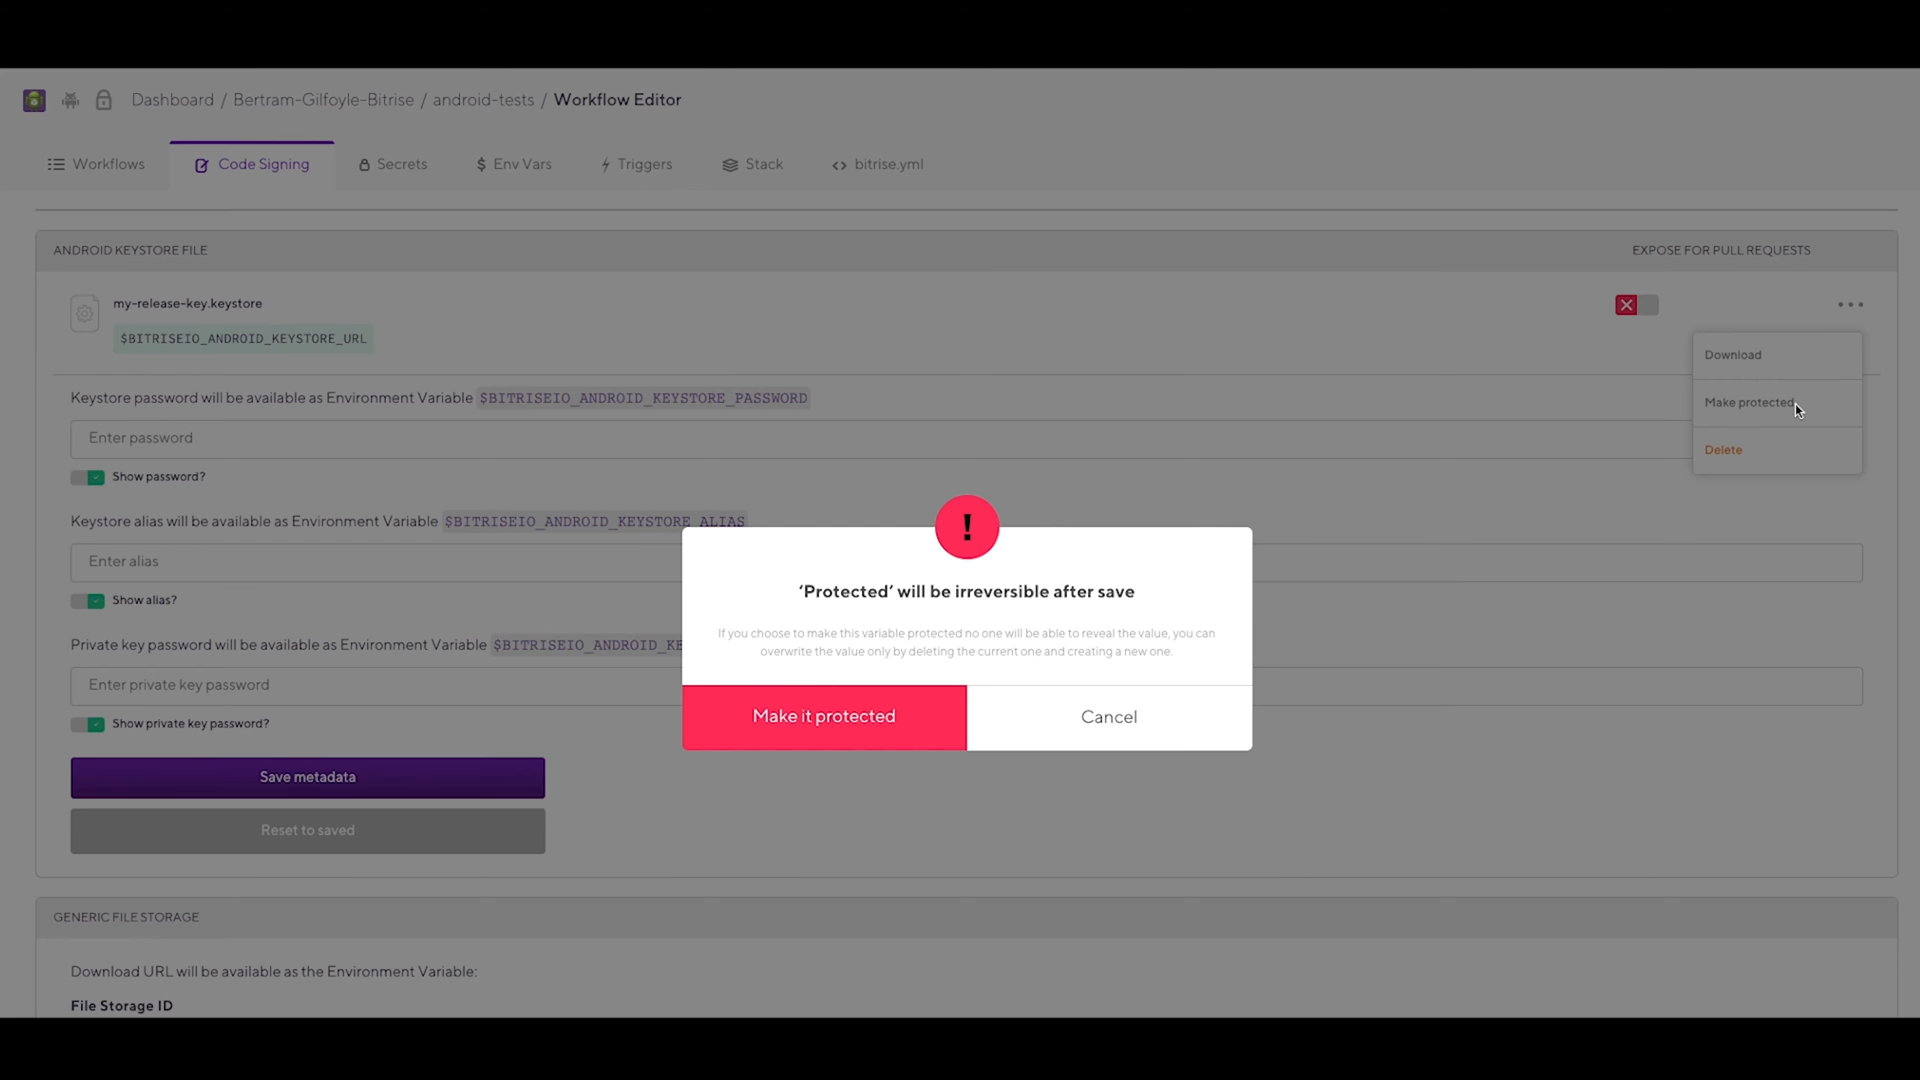 Dashboard / Bertram-Gilfoyle-Bitrise / android-tests / Workflow Editor
Workflows Code Signing Secrets $ Env Vars Triggers Stack <> bitrise.yml
ANDROID KEYSTORE FILE EXPOSE FOR PULL REQUESTS
my-release-key.keystore
$BITRISEIO_ANDROID_KEYSTORE_URL
Download
Make protected
Delete
Keystore password will be available as Environment Variable $BITRISEIO_ANDROID_KEYSTORE_PASSWORD
Enter password
Show password?
Keystore alias will be available as Environment Variable $BITRISEIO_ANDROID_KEYSTORE_ALIAS
Enter alias
Show alias?
Private key password will be available as Environment Variable $BITRISEIO_ANDROID_KE
Enter private key password
Show private key password?
!
‘Protected’ will be irreversible after save
If you choose to make this variable protected no one will be able to reveal the value, you can
overwrite the value only by deleting the current one and creating a new one.
Make it protected Cancel
Save metadata
Reset to saved
GENERIC FILE STORAGE
Download URL will be available as the Environment Variable:
File Storage ID